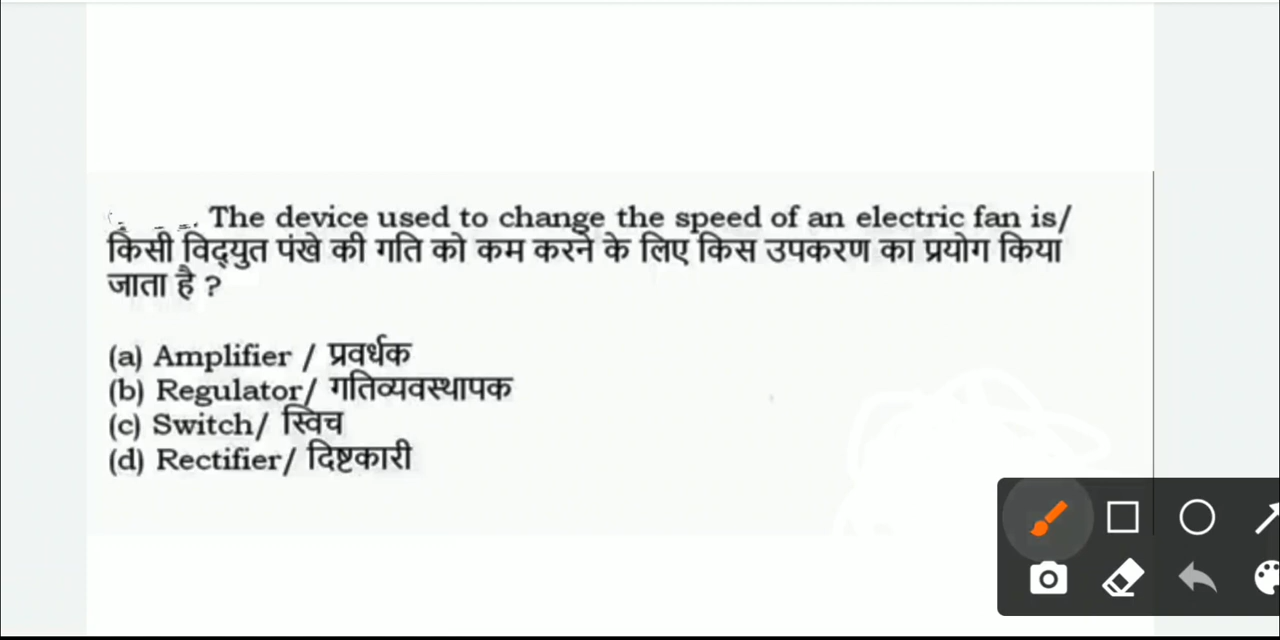 The device used to change the speed of an electric fan is/
किसी विद्युत पंखे की गति को कम करने के लिए किस उपकरण का प्रयोग किया
जाता है ?
(a) Amplifier / प्रवर्धक
(b) Regulator/ गतिव्यवस्थापक
(c) Switch/ स्विच
(d) Rectifier/ दिष्टकारी